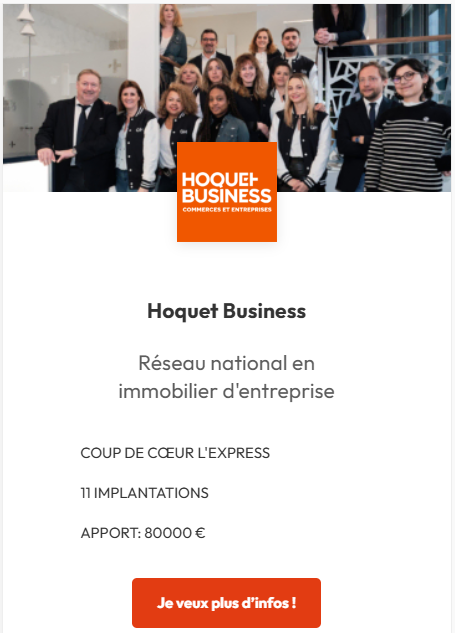 HOQUET
BUSINESS
COMMERCES ET ENTREPRISES
Hoquet Business
Réseau national en
immobilier d'entreprise
COUP DE CŒUR L'EXPRESS
11 IMPLANTATIONS
APPORT: 80000 €
Je veux plus d'infos !